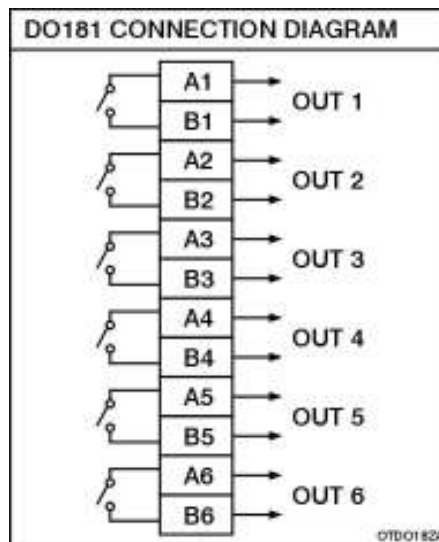 DO181 CONNECTION DIAGRAM
A1
OUT 1
B1
A2
OUT 2
B2
A3
OUT 3
B3
A4
OUT 4
B4
A5
OUT 5
B5
A6
OUT 6
B6